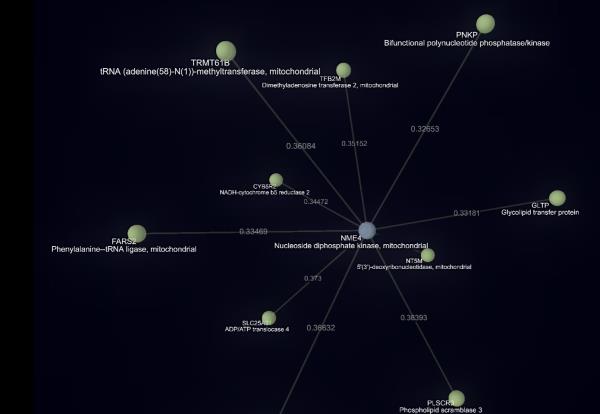 PNKP
Bifunctional polynucleotide phosphatase/kinase
TRMT61B
tRNA (adenine(58)-N(1))-methyltransferase, mitochondrial
TFB2M
Dimethyladenosine transferase 2, mitochondrial
0.32653
0.36084
0.35152
CYB5R2
NADH-cytochrome b5 reductase 2
0.34472
GLTP
Glycolipid transfer protein
0.33181
FARS2
Phenylalanine--tRNA ligase, mitochondrial
0.33469
NME4
Nucleoside diphosphate kinase, mitochondrial
NT5M
5'(3')-deoxyribonucleotidase, mitochondrial
0.373
ADP/ATP translocase 4
0.36632
0.36393
PLSCR3
Phospholipid scramblase 3